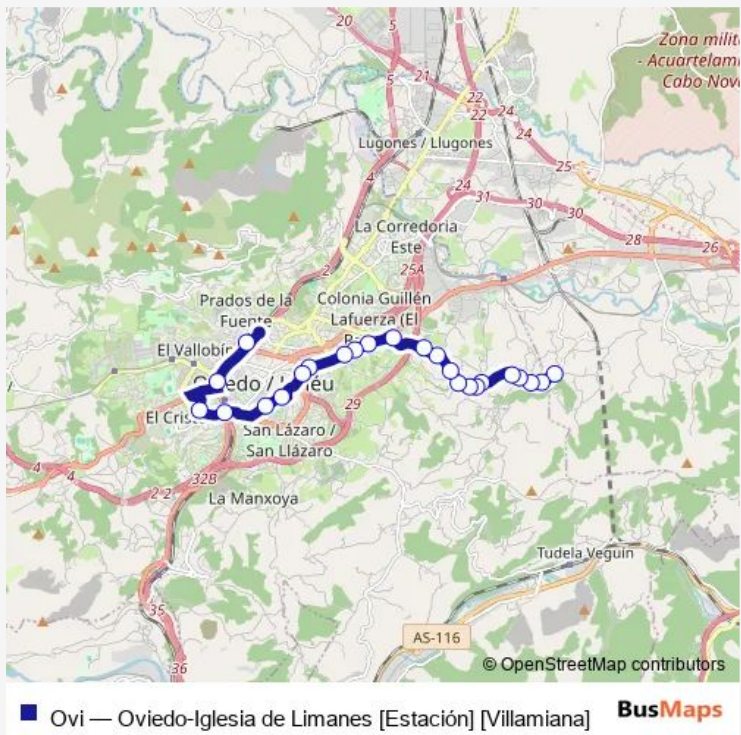 20
5
5
21
22
22
24
24
Zona milit
- Acuartelami
Cabo Nov
Lugones / Llugones
4
25
24
31
30
30
28
26
La Corredoria
Este
25A
2
Prados de la
Fuente
Colonia Guillén
Lafuerza (El
El Vallobín
Oviedo / Uviéu
El Crist
29
San Lázaro /
San Llázaro
4
4
2
2
32B
La Manxoya
Tudela Veguín
35
36
AS-116
© OpenStreetMap contributors
Ovi — Oviedo-Iglesia de Limanes [Estación] [Villamiana]
BusMaps